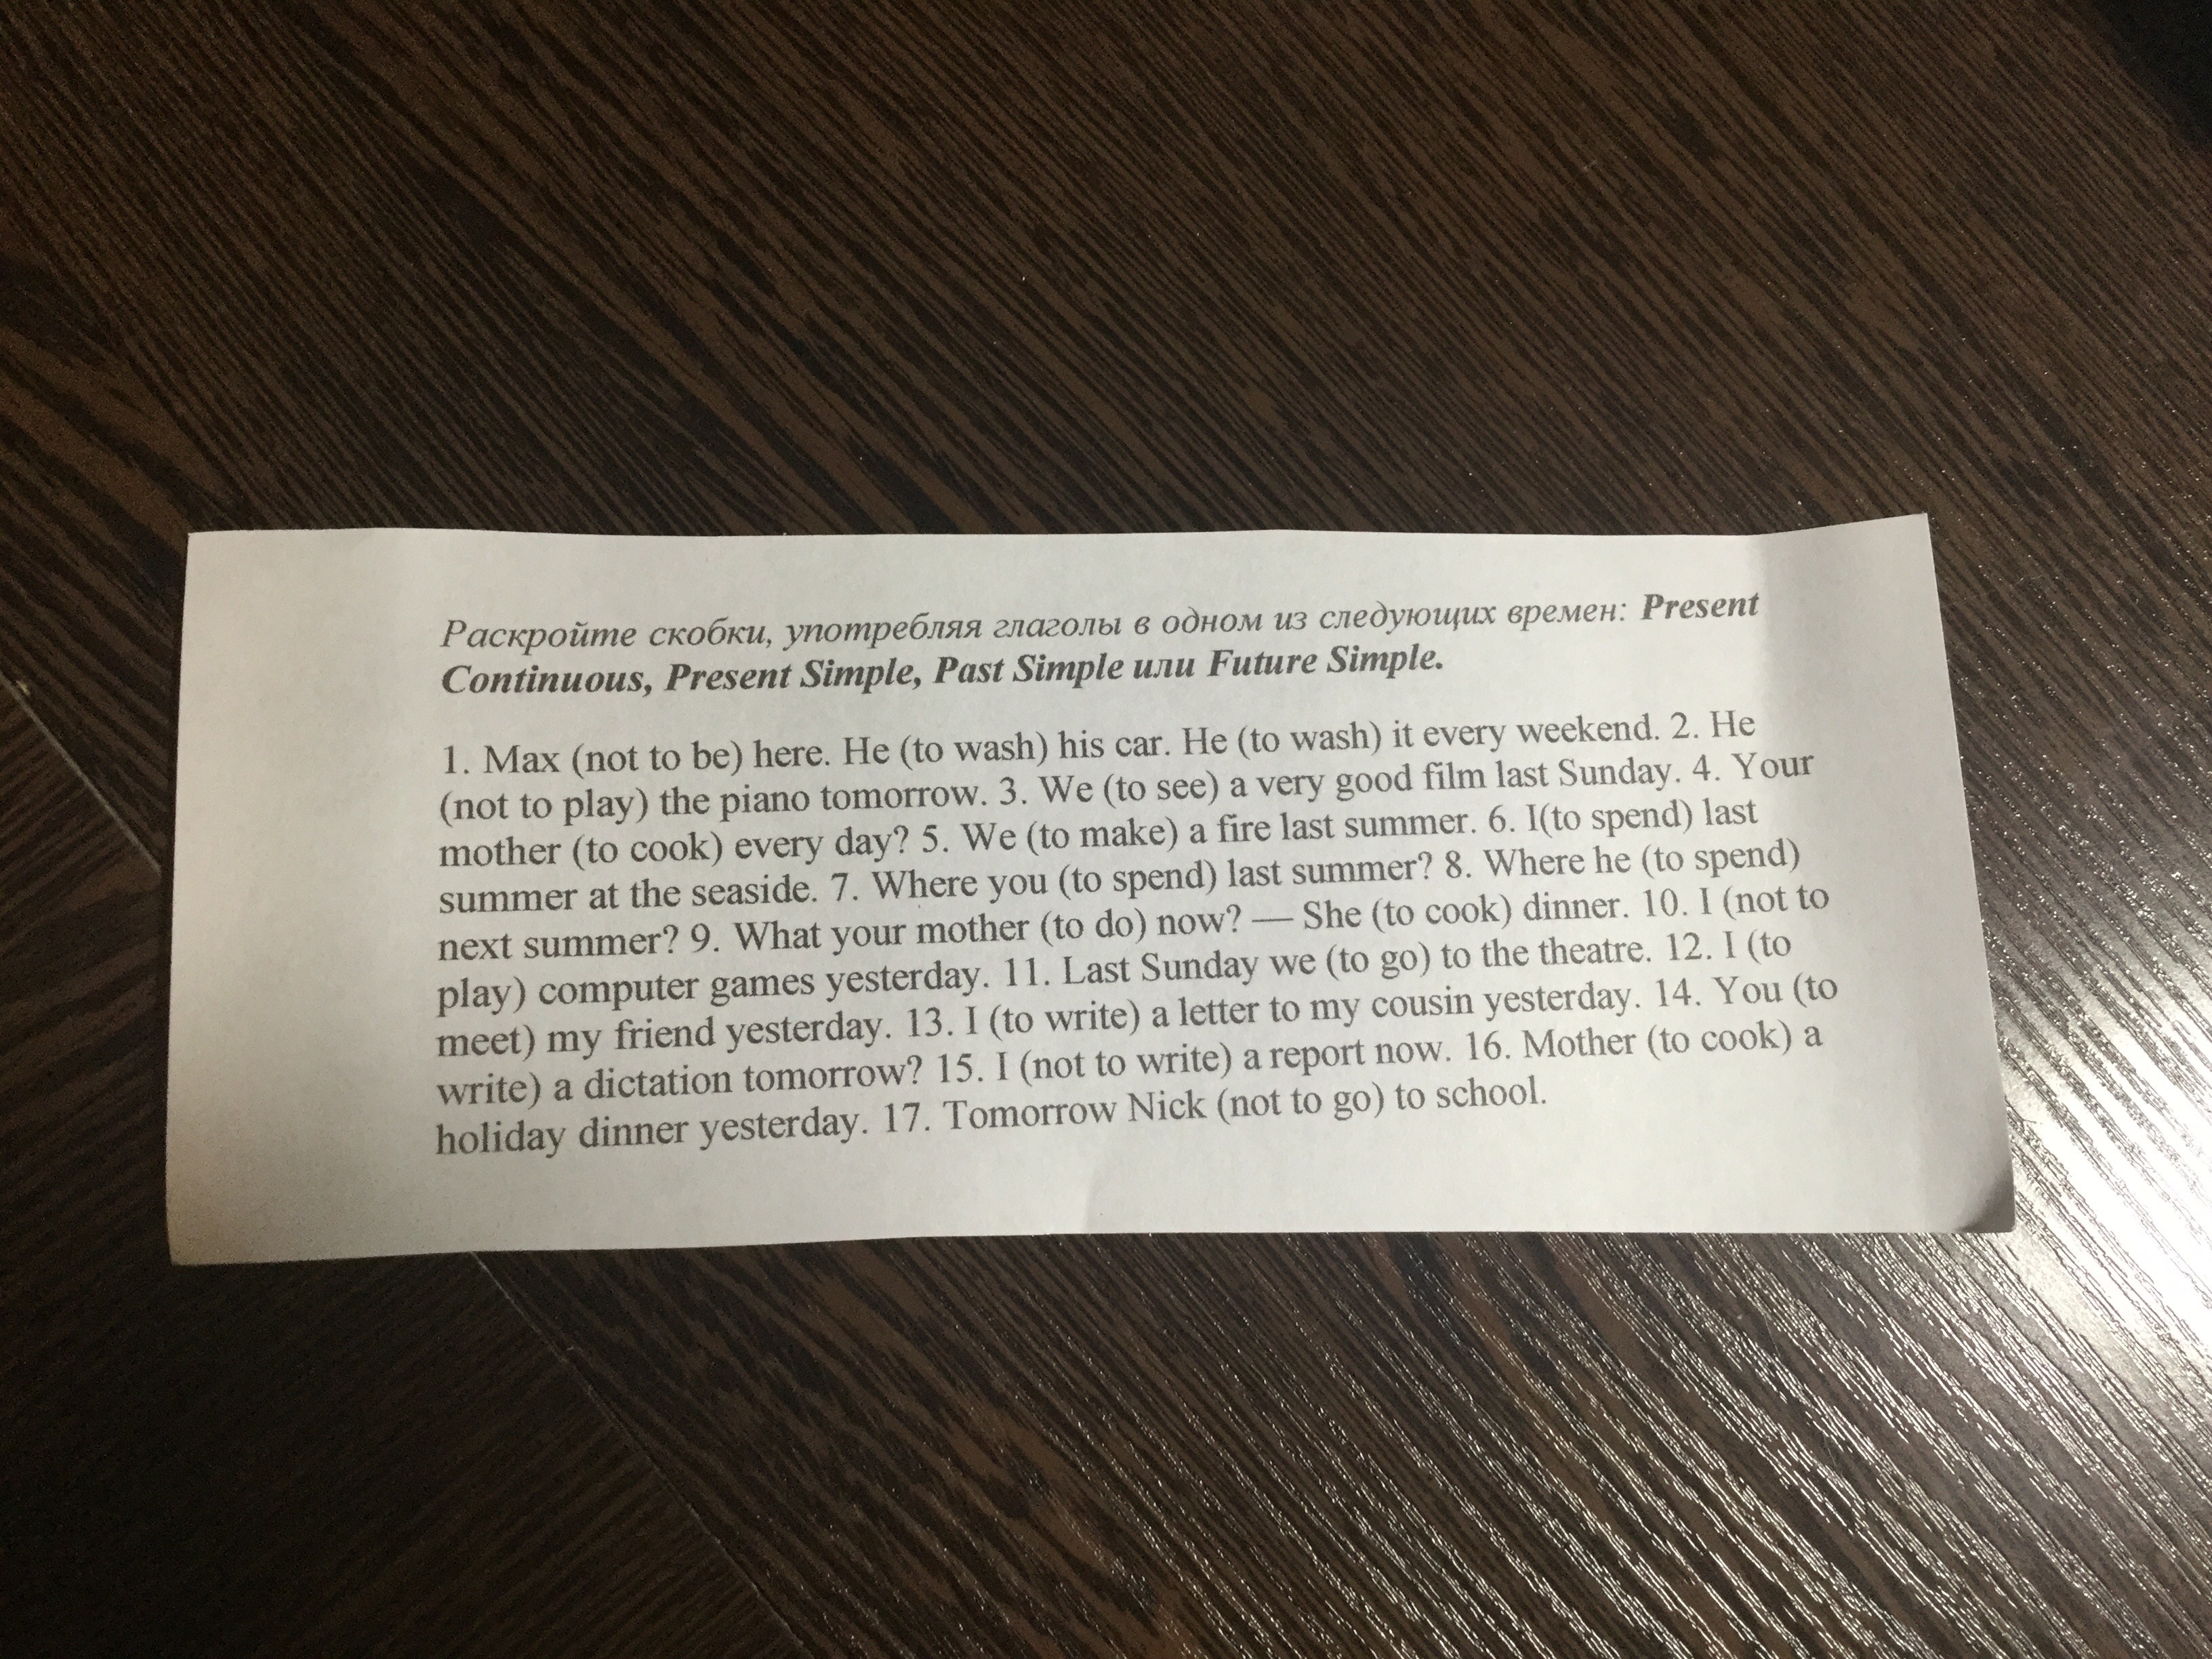 Раскройте скобки, употребляя глаголы в одном из следующих времен: Present
Continuous, Present Simple, Past Simple или Future Simple.
1. Max (not to be) here. He (to wash) his car. He (to wash) it every weekend. 2. He
(not to play) the piano tomorrow. 3. We (to see) a very good film last Sunday. 4. Your
mother (to cook) every day? 5. We (to make) a fire last summer. 6. I(to spend) last
summer at the seaside. 7. Where you (to spend) last summer? 8. Where he (to spend)
next summer? 9. What your mother (to do) now? — She (to cook) dinner. 10. I (not to
play) computer games yesterday. 11. Last Sunday we (to go) to the theatre. 12. I (to
meet) my friend yesterday. 13. I (to write) a letter to my cousin yesterday. 14. You (to
write) a dictation tomorrow? 15. I (not to write) a report now. 16. Mother (to cook) a
holiday dinner yesterday. 17. Tomorrow Nick (not to go) to school.